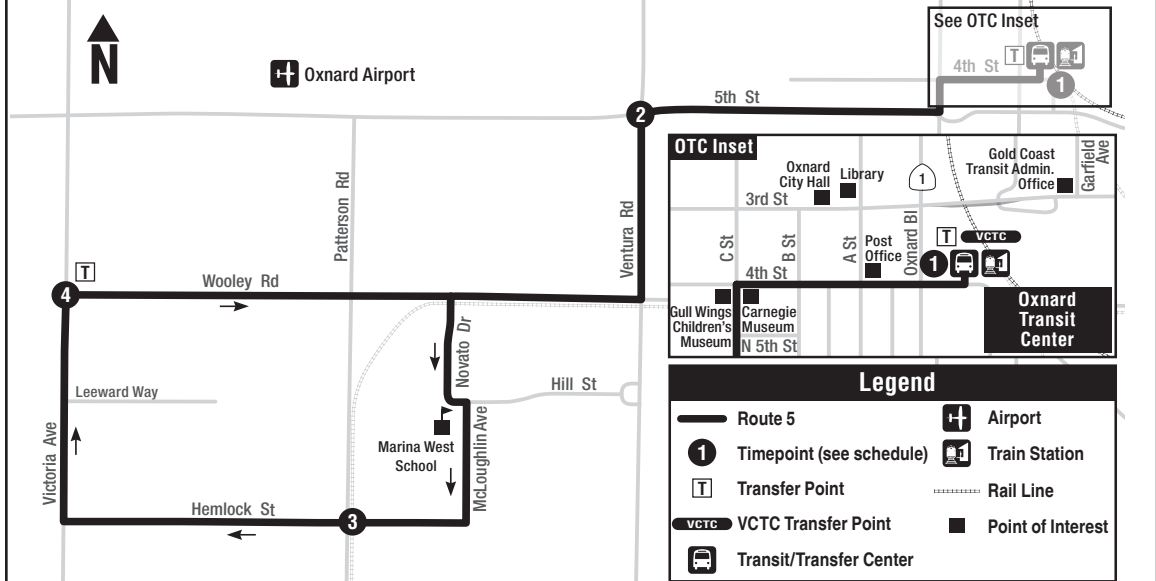 N
Oxnard Airport
See OTC Inset
T
4th St
1
5th St
2
Patterson Rd
Ventura Rd
T
4
Wooley Rd
Novato Dr
Leeward Way
Hill St
Marina West
School
McLoughlin Ave
Victoria Ave
Hemlock St
3
OTC Inset
Oxnard
City Hall
Library
1
Gold Coast
Transit Admin.
Office
Garfield
Ave
3rd St
C St
B St
A St
Post
Office
Oxnard Bl
T
VCTC
1
4th St
Gull Wings
Children's
Museum
Carnegie
Museum
N 5th St
Oxnard
Transit
Center
Legend
Route 5
Airport
1
Timepoint (see schedule)
Train Station
T
Transfer Point
Rail Line
VCTC
VCTC Transfer Point
Point of Interest
Transit/Transfer Center